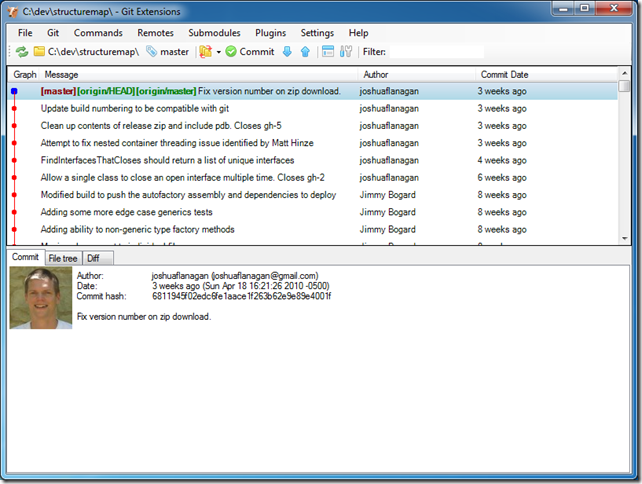 C:\dev\structuremap\ - Git Extensions
File Git Commands Remotes Submodules Plugins Settings Help
C:\dev\structuremap\ master Commit Filter:
Graph Message Author Commit Date
[master][origin/HEAD][origin/master] Fix version number on zip download. joshuaflanagan 3 weeks ago
Update build numbering to be compatible with git joshuaflanagan 3 weeks ago
Clean up contents of release zip and include pdb. Closes gh-5 joshuaflanagan 3 weeks ago
Attempt to fix nested container threading issue identified by Matt Hinze joshuaflanagan 3 weeks ago
FindInterfacesThatCloses should return a list of unique interfaces joshuaflanagan 4 weeks ago
Allow a single class to close an open interface multiple time. Closes gh-2 joshuaflanagan 6 weeks ago
Modified build to push the autofactory assembly and dependencies to deploy Jimmy Bogard 8 weeks ago
Adding some more edge case generics tests Jimmy Bogard 8 weeks ago
Adding ability to non-generic type factory methods Jimmy Bogard 8 weeks ago
Commit File tree Diff
Author: joshuaflanagan (joshuaflanagan@gmail.com)
Date: 3 weeks ago (Sun Apr 18 16:21:26 2010 -0500)
Commit hash: 6811945f02edc6fe1aace1f263b62e9e89e4001f
Fix version number on zip download.